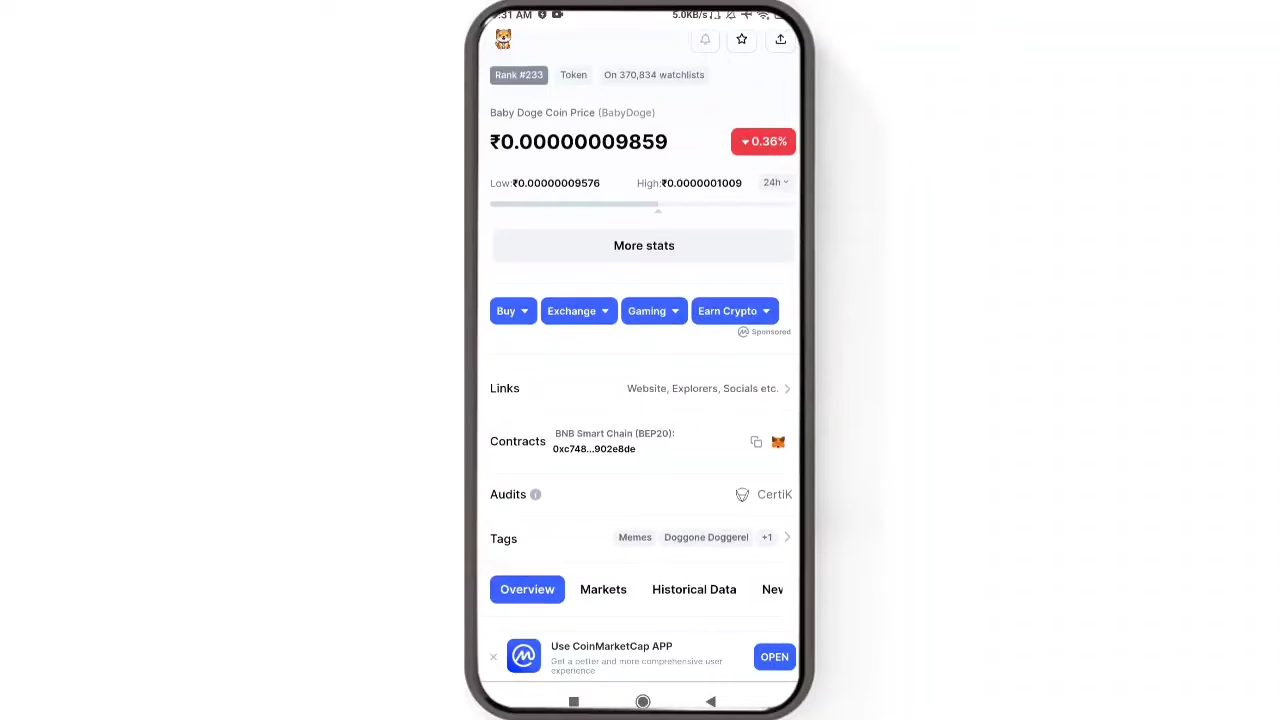 :31 AM
5.0KB/s
Rank #233 Token On 370,834 watchlists
Baby Doge Coin Price (BabyDoge)
₹0.00000009859 0.36%
Low:₹0.00000009576 High:₹0.0000001009 24h
More stats
Buy Exchange Gaming Earn Crypto
Sponsored
Links Website, Explorers, Socials etc.
Contracts BNB Smart Chain (BEP20):
0xc748...902e8de
Audits CertiK
Tags Memes Doggone Doggerel +1
Overview Markets Historical Data Nev
Use CoinMarketCap APP
Get a better and more comprehensive user
experience
OPEN